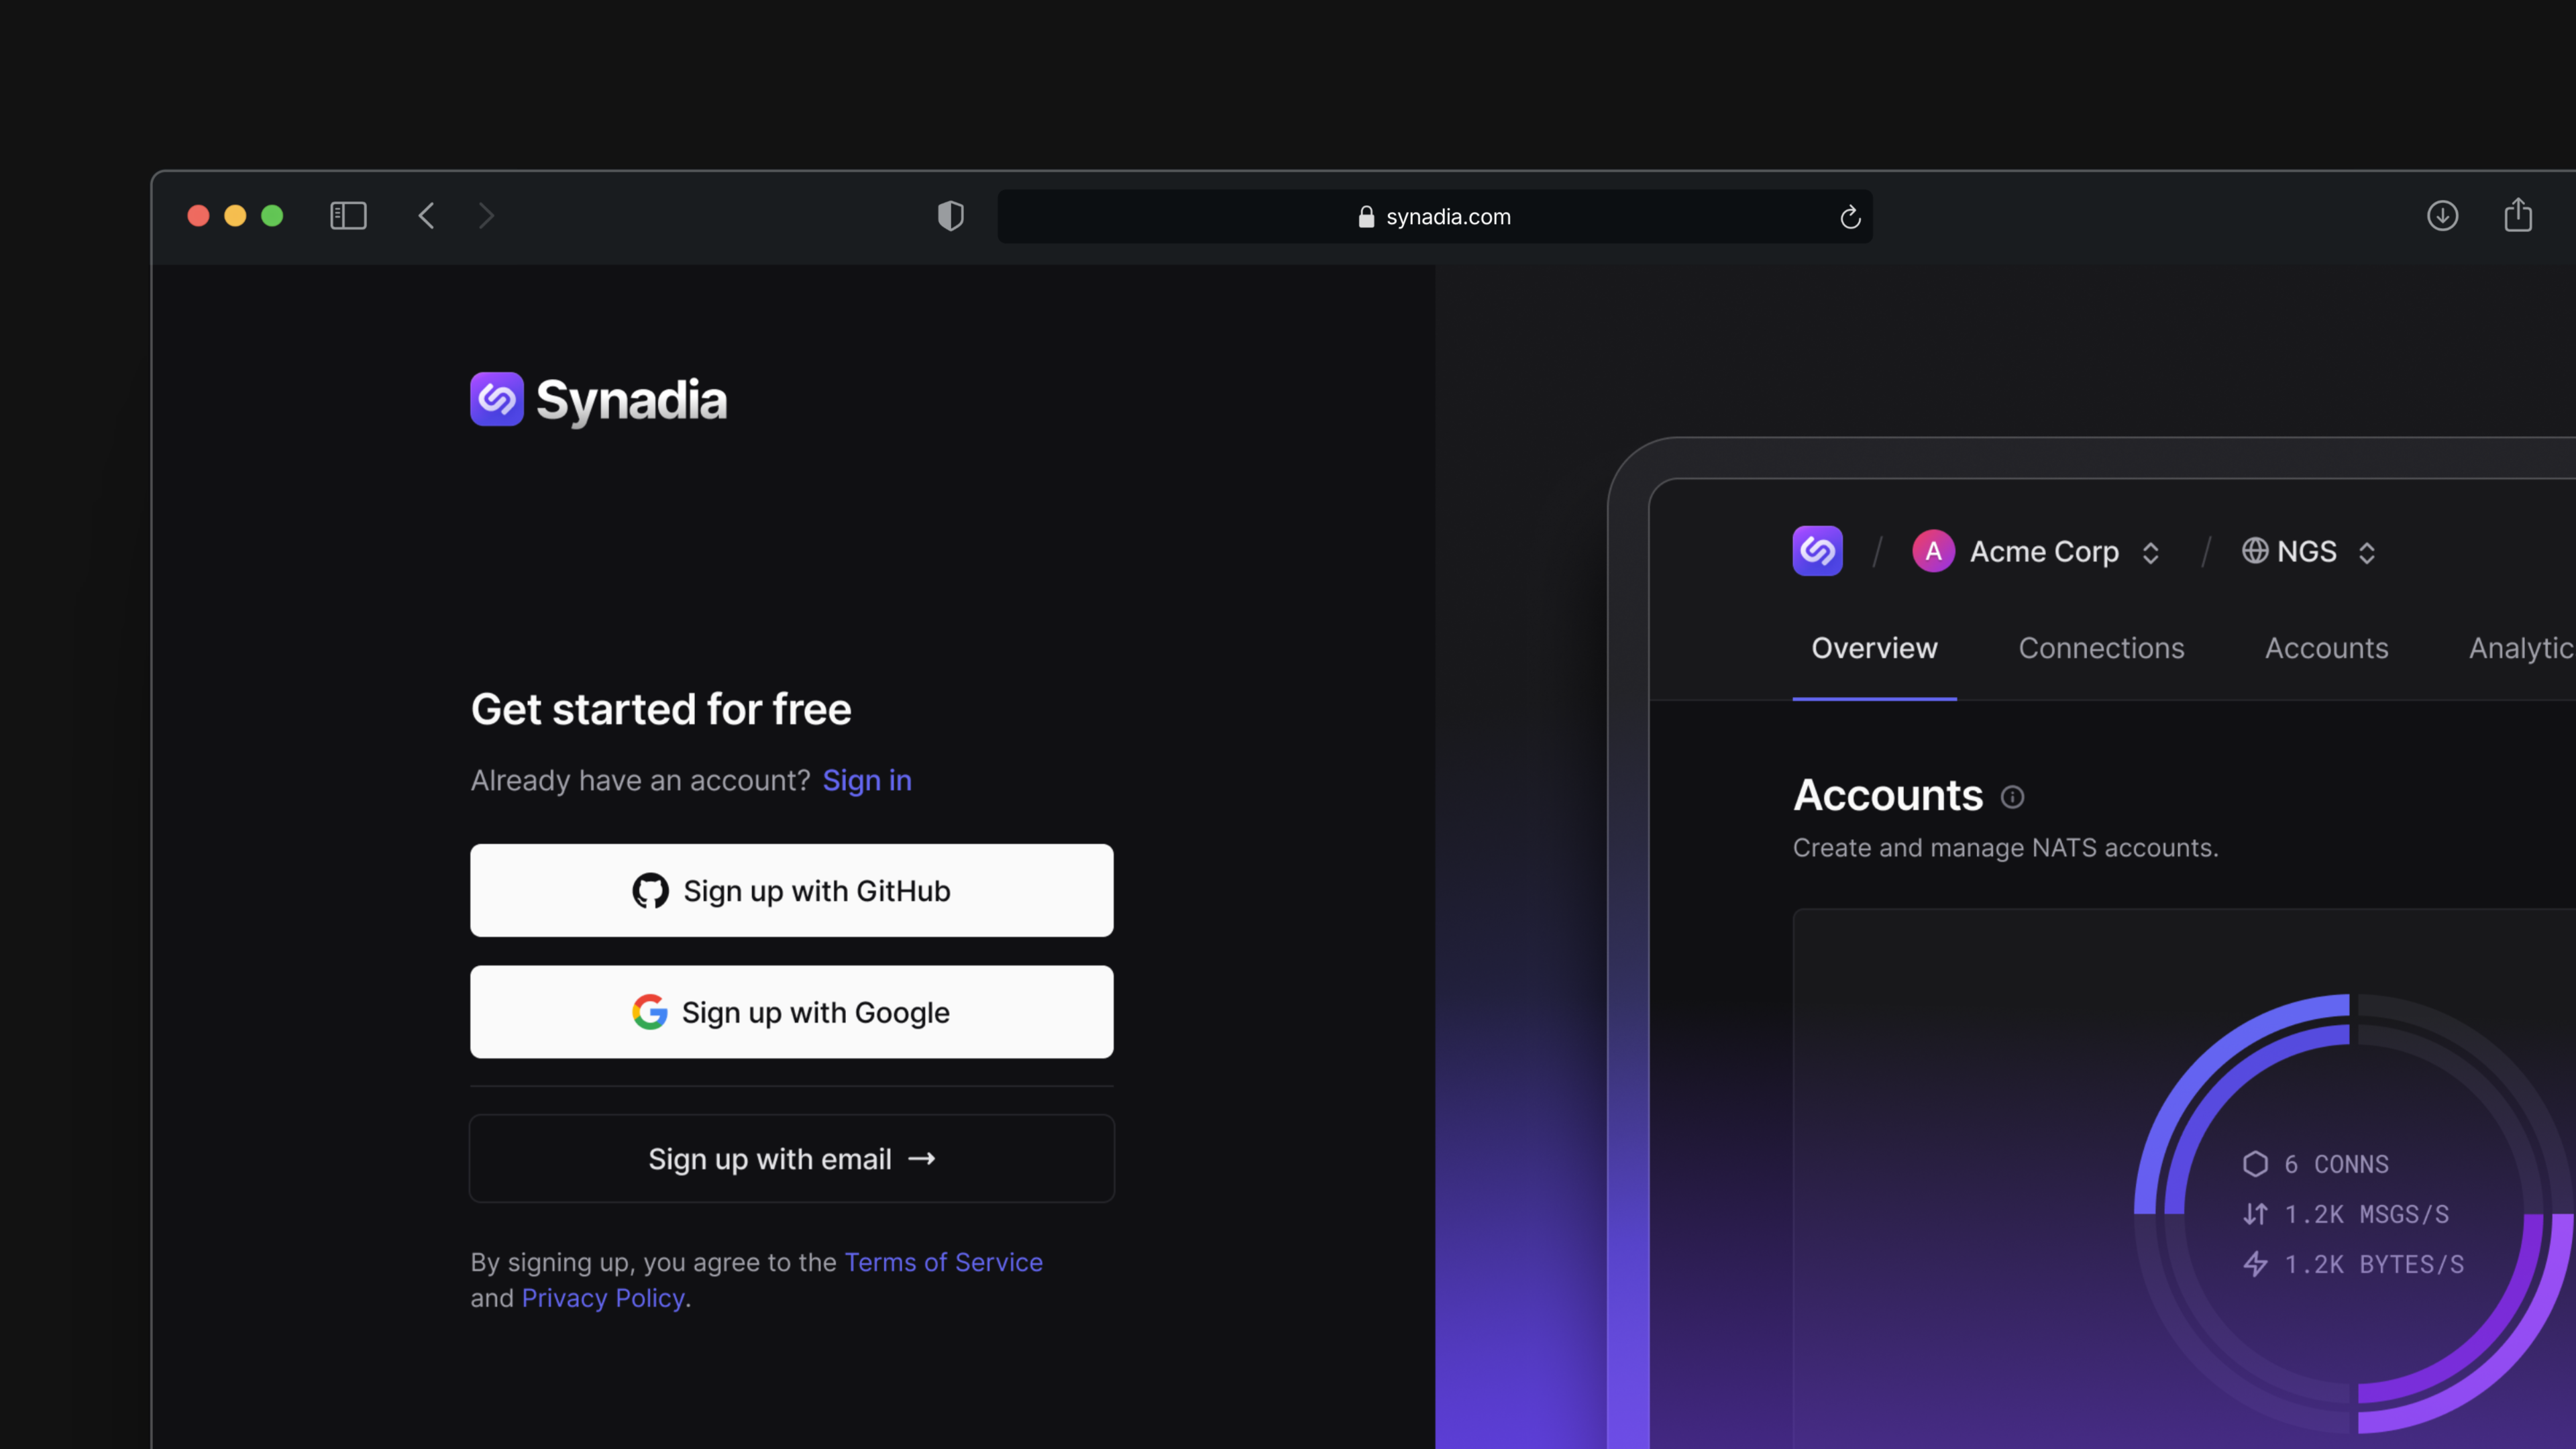 synadia.com
Synadia
Get started for free
Already have an account? Sign in
Sign up with GitHub
Sign up with Google
Sign up with email →
By signing up, you agree to the Terms of Service
and Privacy Policy.
/ A Acme Corp / NGS
Overview Connections Accounts Analytic
Accounts
Create and manage NATS accounts.
6 CONNS
1.2K MSGS/S
1.2K BYTES/S